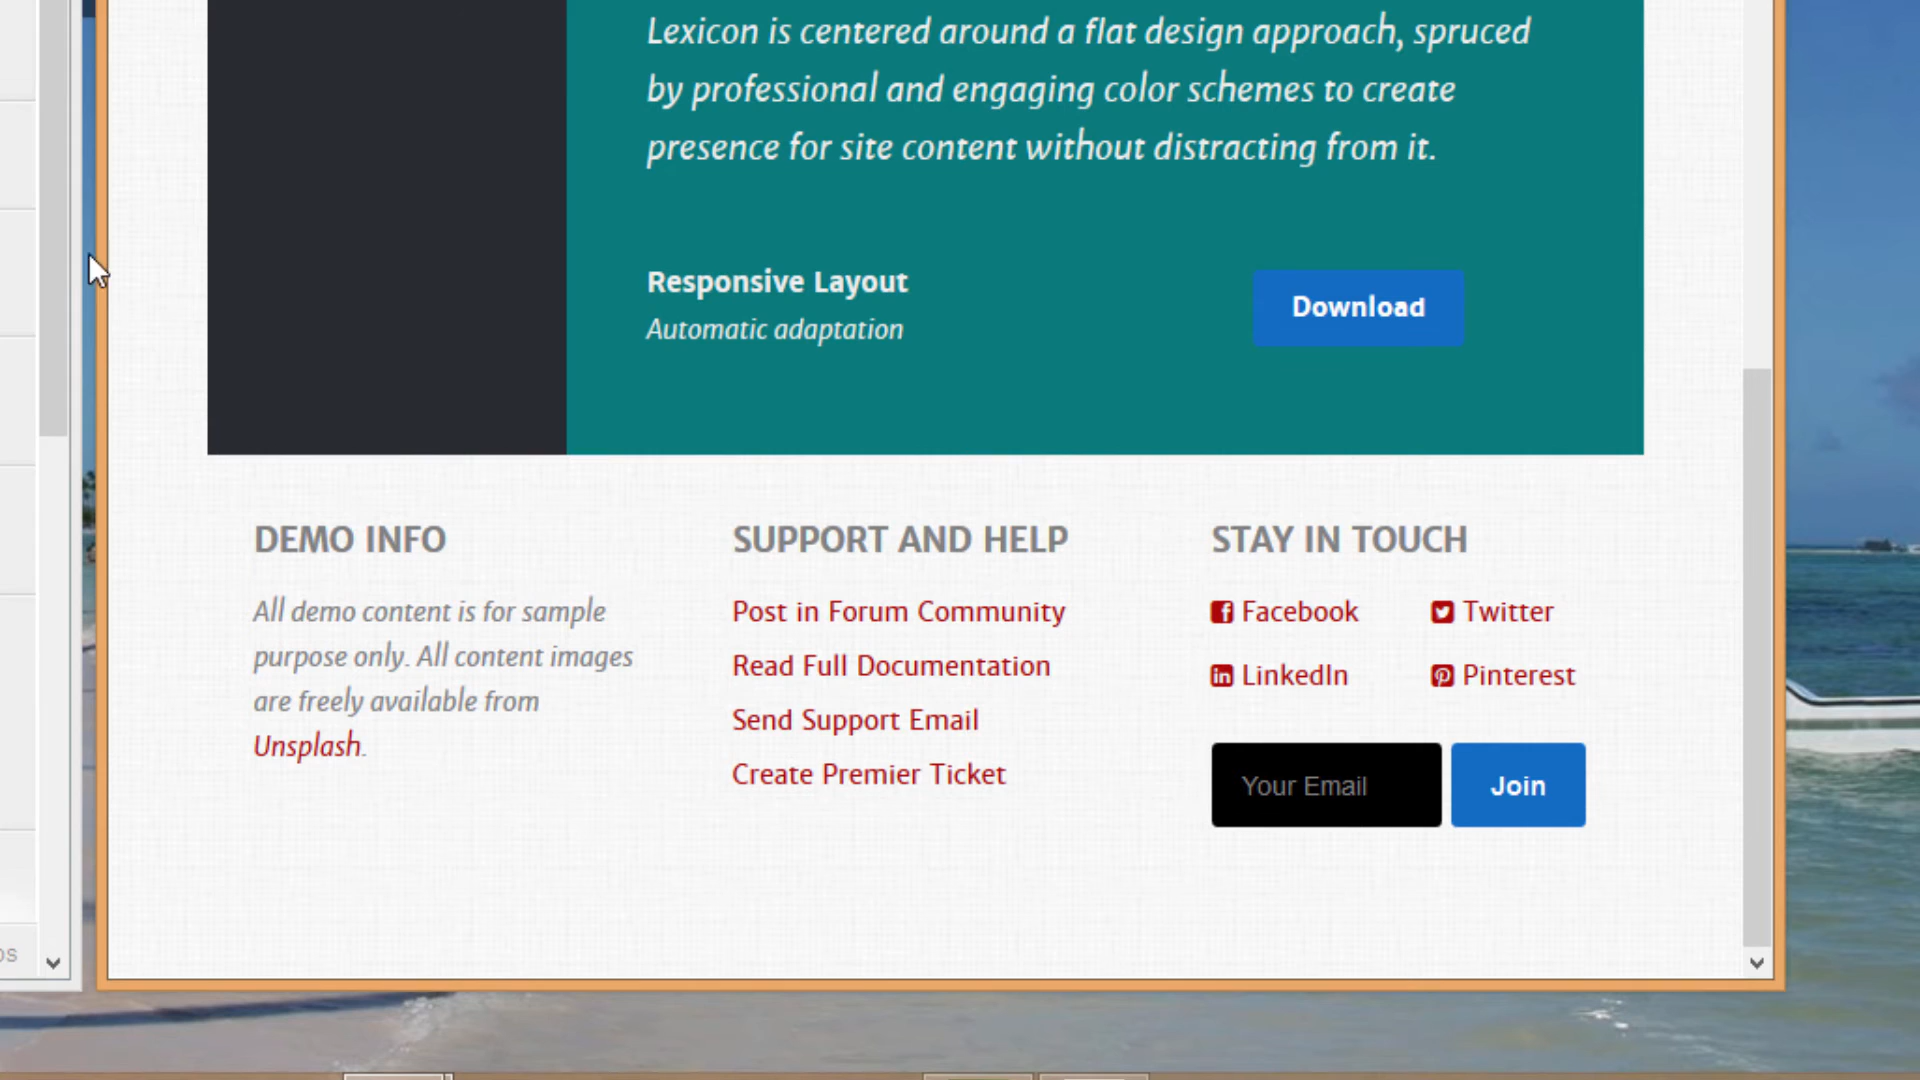 Lexicon is centered around a flat design approach, spruced
by professional and engaging color schemes to create
presence for site content without distracting from it.
Responsive Layout
Automatic adaptation
Download
DEMO INFO
All demo content is for sample
purpose only. All content images
are freely available from
Unsplash.
SUPPORT AND HELP
Post in Forum Community
Read Full Documentation
Send Support Email
Create Premier Ticket
STAY IN TOUCH
Facebook
Twitter
LinkedIn
Pinterest
Your Email
Join